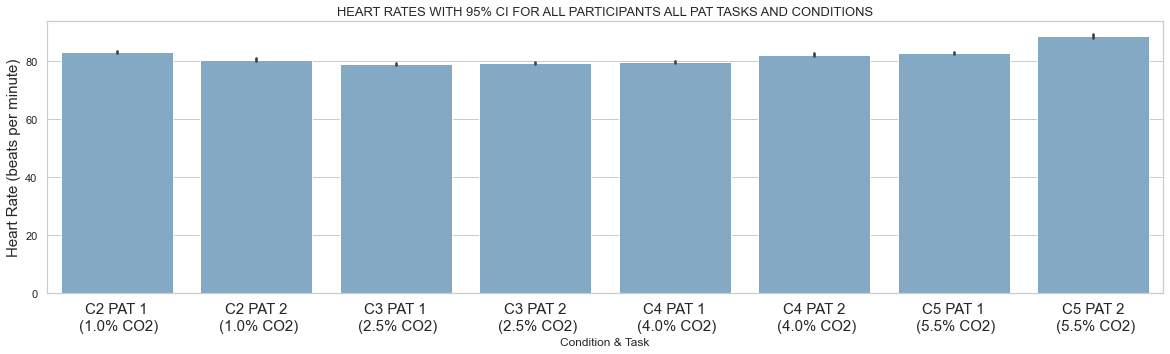 HEART RATES WITH 95% CI FOR ALL PARTICIPANTS ALL PAT TASKS AND CONDITIONS
Heart Rate (beats per minute)
80
60
40
20
0
C2 PAT 1 C2 PAT 2 C3 PAT 1 C3 PAT 2 C4 PAT 1 C4 PAT 2 C5 PAT 1 C5 PAT 2
(1.0% CO2) (1.0% CO2) (2.5% CO2) (2.5% CO2) (4.0% CO2) (4.0% CO2) (5.5% CO2) (5.5% CO2)
Condition & Task